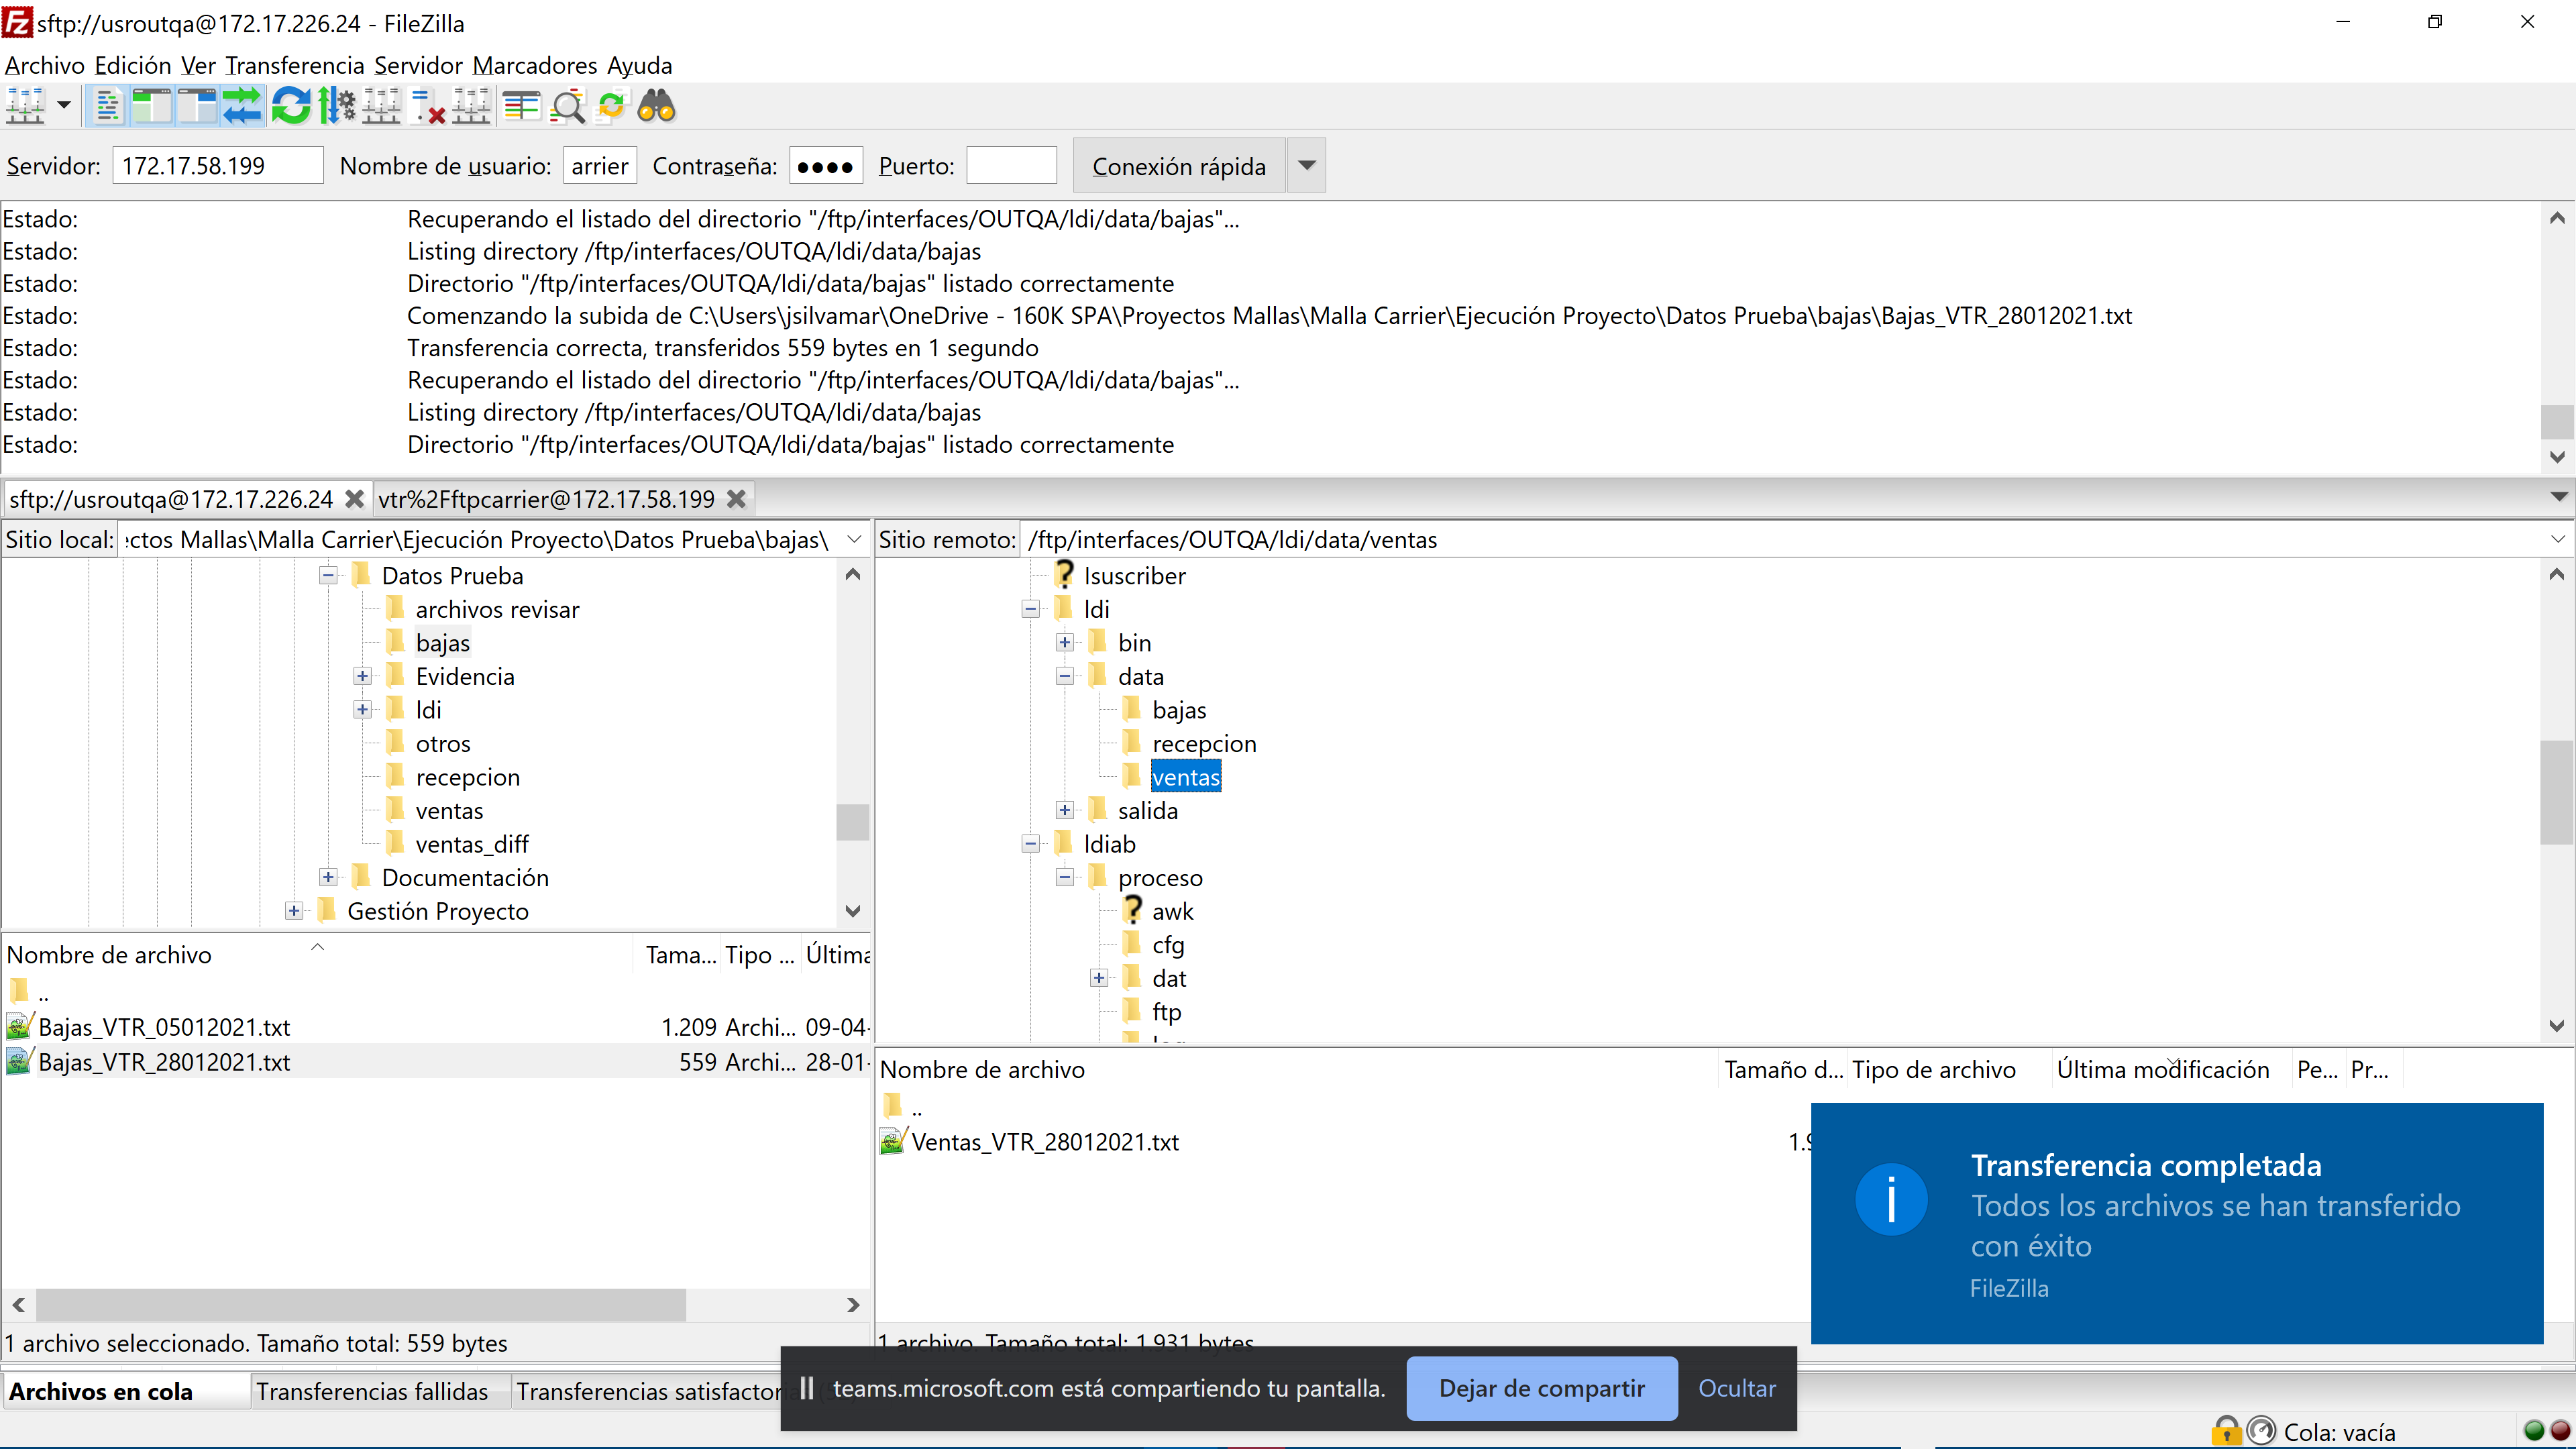 sftp://usroutqa@172.17.226.24 - FileZilla
Archivo Edición Ver Transferencia Servidor Marcadores Ayuda
Servidor: 172.17.58.199 Nombre de usuario: arrier Contraseña: ●●●● Puerto: Conexión rápida
Estado: Recuperando el listado del directorio "/ftp/interfaces/OUTQA/ldi/data/bajas"...
Estado: Listing directory /ftp/interfaces/OUTQA/ldi/data/bajas
Estado: Directorio "/ftp/interfaces/OUTQA/ldi/data/bajas" listado correctamente
Estado: Comenzando la subida de C:\Users\jsilvamar\OneDrive - 160K SPA\Proyectos Mallas\Malla Carrier\Ejecución Proyecto\Datos Prueba\bajas\Bajas_VTR_28012021.txt
Estado: Transferencia correcta, transferidos 559 bytes en 1 segundo
Estado: Recuperando el listado del directorio "/ftp/interfaces/OUTQA/ldi/data/bajas"...
Estado: Listing directory /ftp/interfaces/OUTQA/ldi/data/bajas
Estado: Directorio "/ftp/interfaces/OUTQA/ldi/data/bajas" listado correctamente
sftp://usroutqa@172.17.226.24 vtr%2Fftpcarrier@172.17.58.199
Sitio local: ectos Mallas\Malla Carrier\Ejecución Proyecto\Datos Prueba\bajas\
Datos Prueba
archivos revisar
bajas
Evidencia
ldi
otros
recepcion
ventas
ventas_diff
Documentación
Gestión Proyecto
Nombre de archivo Tama... Tipo ... Última
..
Bajas_VTR_05012021.txt 1.209 Archi... 09-04-
Bajas_VTR_28012021.txt 559 Archi... 28-01-
1 archivo seleccionado. Tamaño total: 559 bytes
Sitio remoto: /ftp/interfaces/OUTQA/ldi/data/ventas
lsuscriber
ldi
bin
data
bajas
recepcion
ventas
salida
ldiab
proceso
awk
cfg
dat
ftp
Nombre de archivo Tamaño d... Tipo de archivo Última modificación Pe... Pr...
..
Ventas_VTR_28012021.txt 1.9
1 archivo. Tamaño total: 1.931 bytes
Transferencia completada
Todos los archivos se han transferido
con éxito
FileZilla
Archivos en cola Transferencias fallidas Transferencias satisfactori
teams.microsoft.com está compartiendo tu pantalla. Dejar de compartir Ocultar
Cola: vacía